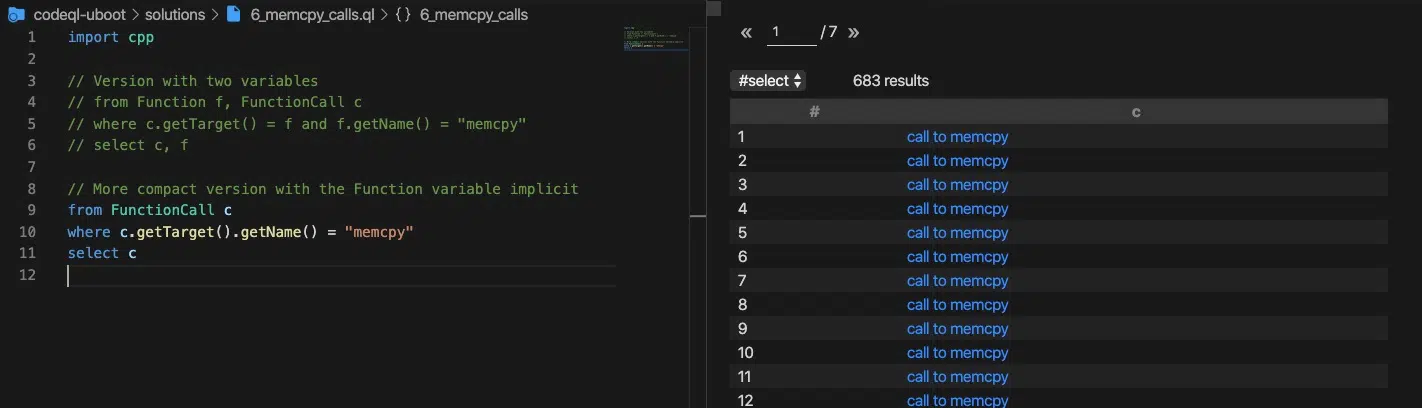 codeql-uboot > solutions > 6_memcpy_calls.ql > {} 6_memcpy_calls
1 import cpp
2
3 // Version with two variables
4 // from Function f, FunctionCall c
5 // where c.getTarget() = f and f.getName() = "memcpy"
6 // select c, f
7
8 // More compact version with the Function variable implicit
9 from FunctionCall c
10 where c.getTarget().getName() = "memcpy"
11 select c
12
« 1 / 7 »
#select 683 results
# c
1 call to memcpy
2 call to memcpy
3 call to memcpy
4 call to memcpy
5 call to memcpy
6 call to memcpy
7 call to memcpy
8 call to memcpy
9 call to memcpy
10 call to memcpy
11 call to memcpy
12 call to memcpy